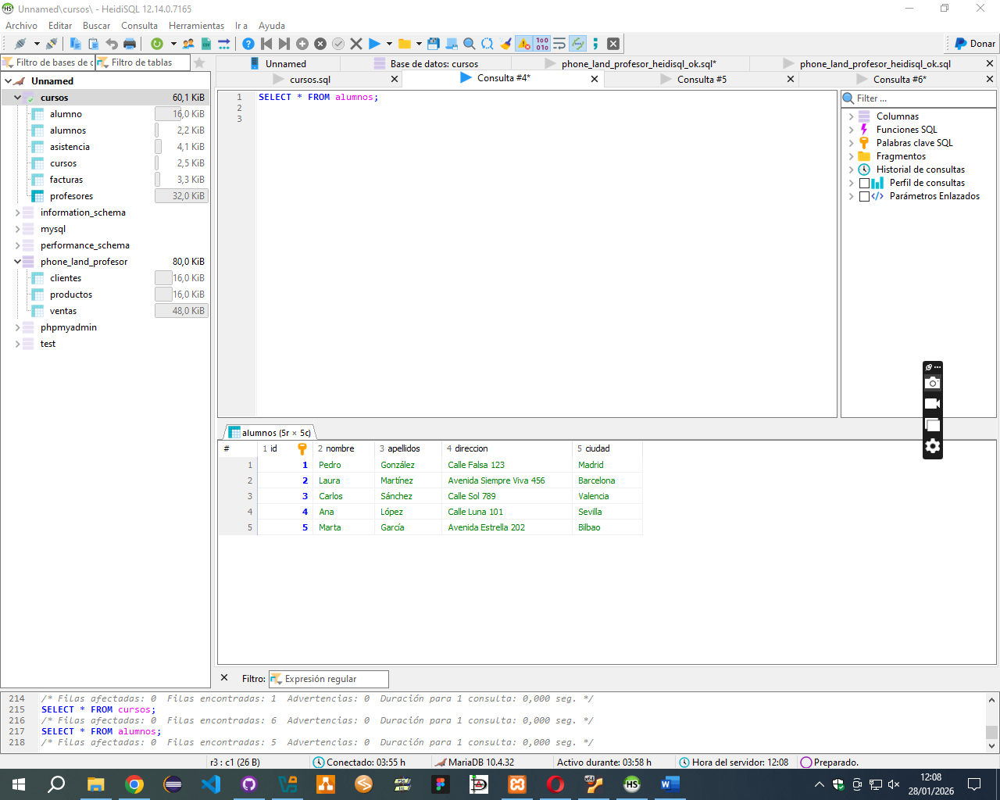 Unnamed\cursos\ - HeidiSQL 12.14.0.7165
Archivo Editar Buscar Consulta Herramientas Ir a Ayuda
Donar
Filtro de bases de d Filtro de tablas
Unnamed Base de datos: cursos phone_land_profesor_heidisql_ok.sql* phone_land_profesor_heidisql_ok.sql
cursos.sql Consulta #4* Consulta #5 Consulta #6*
Unnamed
cursos 60,1 KiB
alumno 16,0 KiB
alumnos 2,2 KiB
asistencia 4,1 KiB
cursos 2,5 KiB
facturas 3,3 KiB
profesores 32,0 KiB
information_schema
mysql
performance_schema
phone_land_profesor 80,0 KiB
clientes 16,0 KiB
productos 16,0 KiB
ventas 48,0 KiB
phpmyadmin
test
1 SELECT * FROM alumnos;
2
3
Filter ...
Columnas
Funciones SQL
Palabras clave SQL
Fragmentos
Historial de consultas
Perfil de consultas
Parámetros Enlazados
alumnos (5r × 5c)
# 1 id 2 nombre 3 apellidos 4 direccion 5 ciudad
1 1 Pedro González Calle Falsa 123 Madrid
2 2 Laura Martínez Avenida Siempre Viva 456 Barcelona
3 3 Carlos Sánchez Calle Sol 789 Valencia
4 4 Ana López Calle Luna 101 Sevilla
5 5 Marta García Avenida Estrella 202 Bilbao
Filtro: Expresión regular
214 /* Filas afectadas: 0 Filas encontradas: 1 Advertencias: 0 Duración para 1 consulta: 0,000 seg. */
215 SELECT * FROM cursos;
216 /* Filas afectadas: 0 Filas encontradas: 6 Advertencias: 0 Duración para 1 consulta: 0,000 seg. */
217 SELECT * FROM alumnos;
218 /* Filas afectadas: 0 Filas encontradas: 5 Advertencias: 0 Duración para 1 consulta: 0,000 seg. */
r3 : c1 (26 B) Conectado: 03:55 h MariaDB 10.4.32 Activo durante: 03:58 h Hora del servidor: 12:08 Preparado.
12:08
28/01/2026